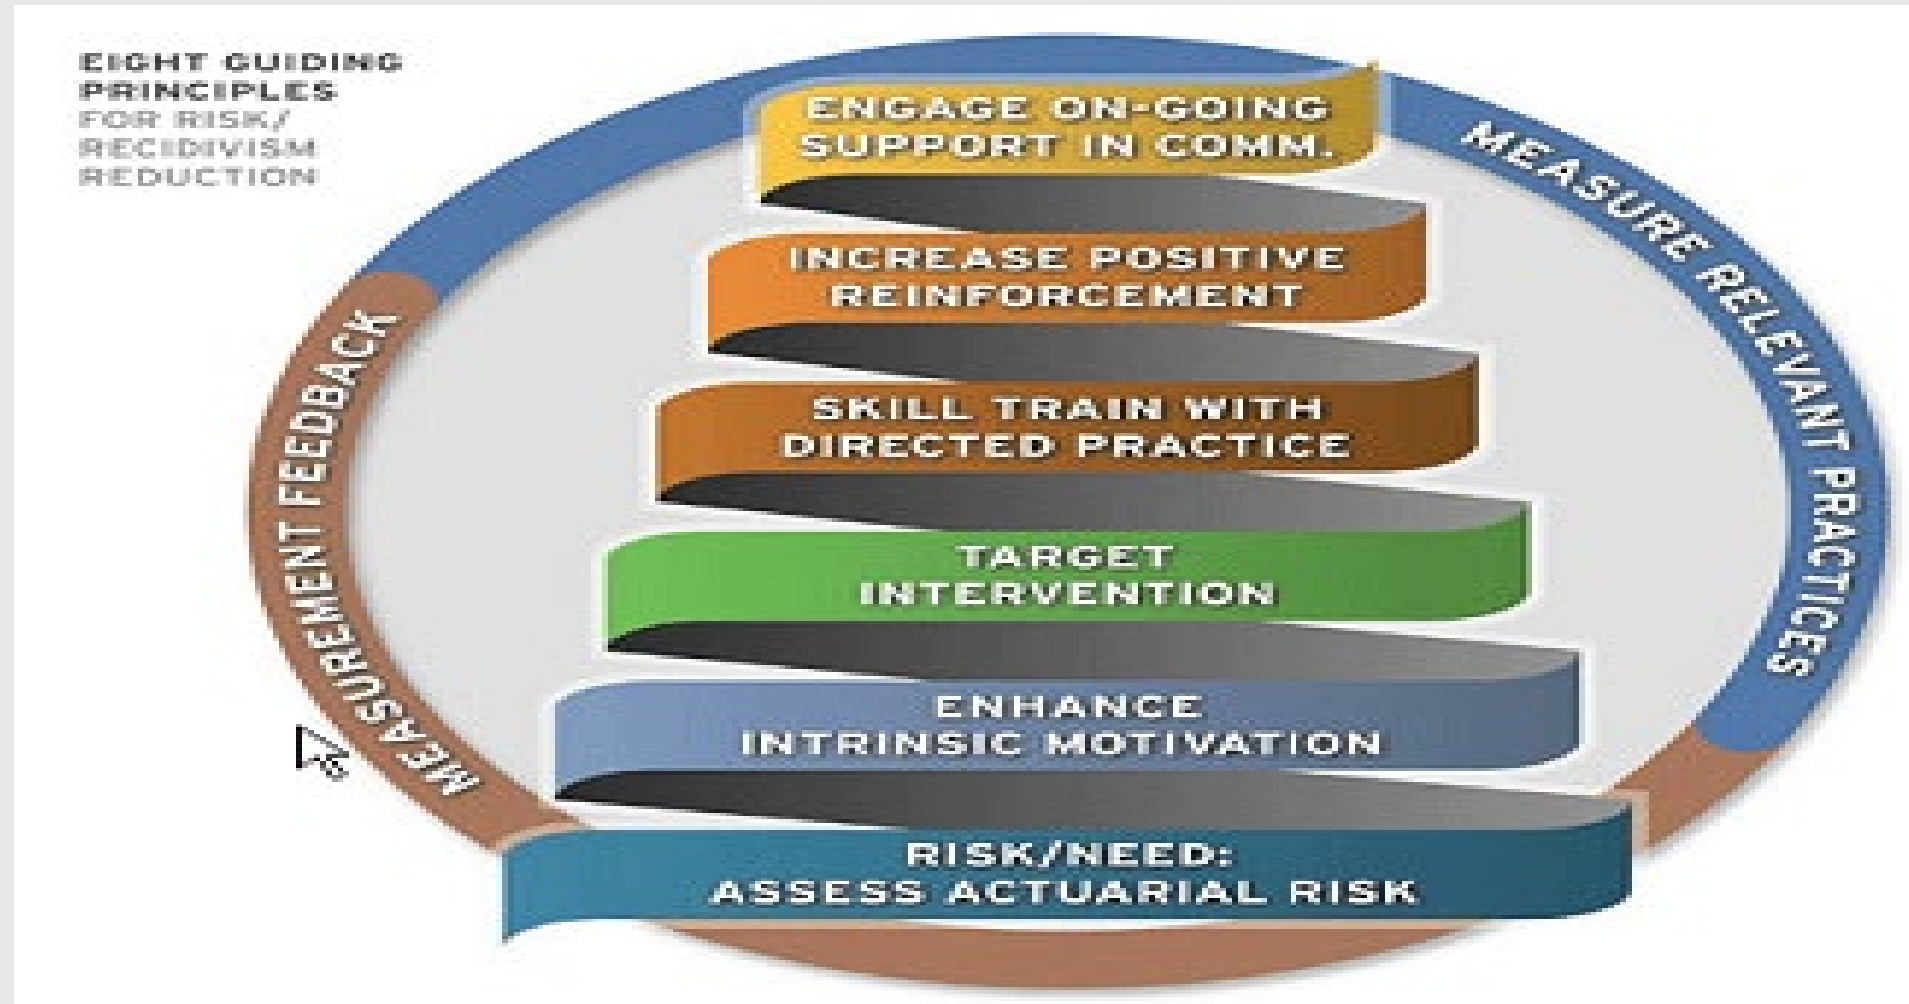 EIGHT GUIDING
PRINCIPLES
FOR RISK/
RECIDIVISM
REDUCTION
ENGAGE ON-GOING
SUPPORT IN COMM.
INCREASE POSITIVE
REINFORCEMENT
SKILL TRAIN WITH
DIRECTED PRACTICE
TARGET
INTERVENTION
ENHANCE
INTRINSIC MOTIVATION
RISK/NEED:
ASSESS ACTUARIAL RISK
MEASURE RELEVANT PRACTICES
MEASUREMENT FEEDBACK